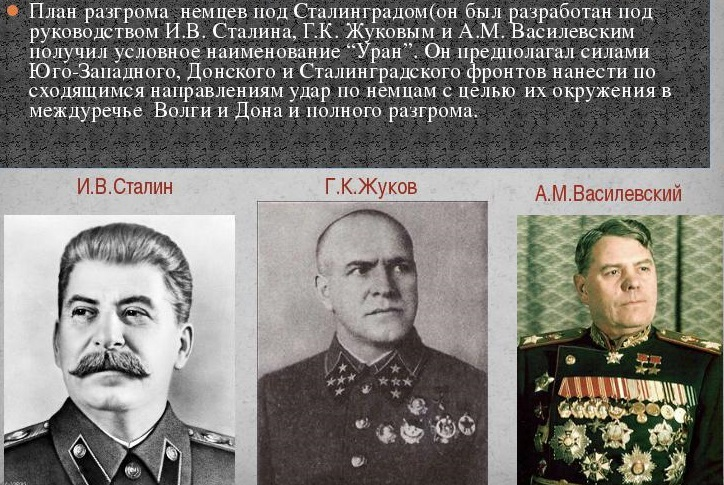 План разгрома немцев под Сталинградом(он был разработан под
руководством И.В. Сталина, Г.К. Жуковым и А.М. Василевским
получил условное наименование “Уран”. Он предполагал силами
Юго-Западного, Донского и Сталинградского фронтов нанести по
сходящимся направлениям удар по немцам с целью их окружения в
междуречье Волги и Дона и полного разгрома.
И.В.Сталин
Г.К.Жуков
А.М.Василевский